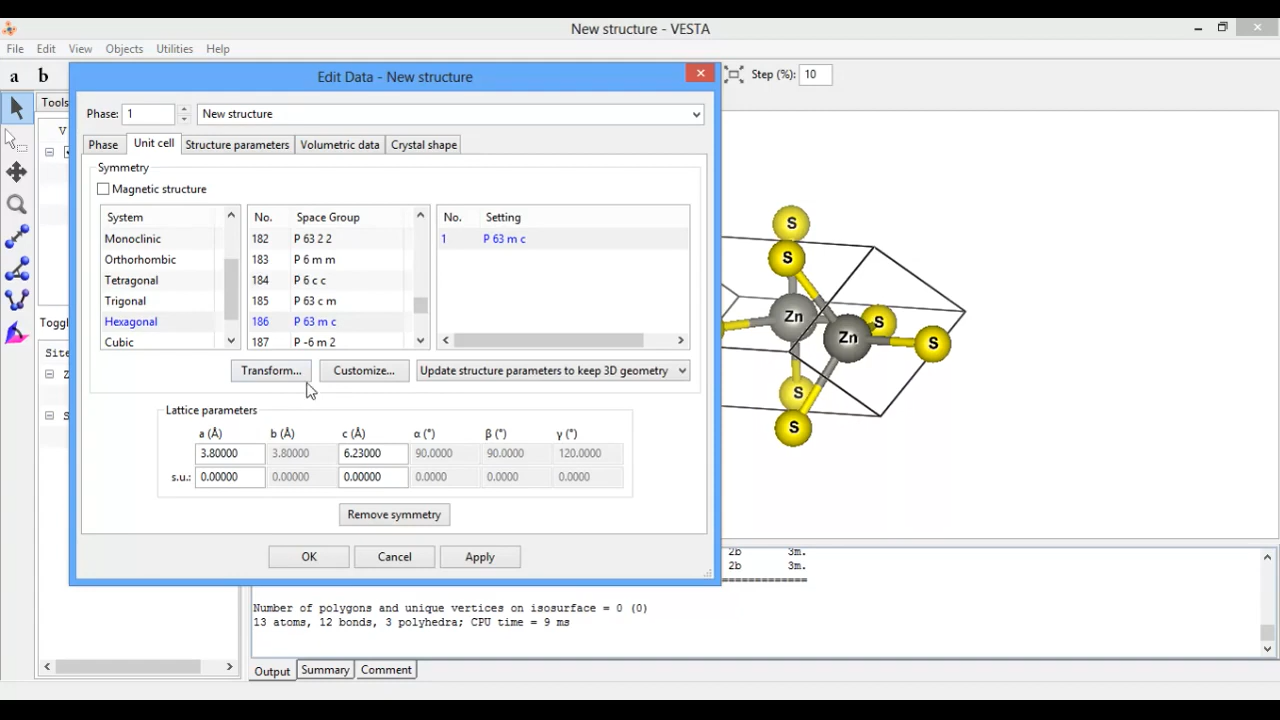 New structure - VESTA
File Edit View Objects Utilities Help
a b
Step (%): 10
Tools
V
Edit Data - New structure
Phase: 1 New structure
Phase Unit cell Structure parameters Volumetric data Crystal shape
Symmetry
Magnetic structure
System No. Space Group No. Setting
Monoclinic 182 P 63 2 2 1 P 63 m c
Orthorhombic 183 P 6 m m
Tetragonal 184 P 6 c c
Trigonal 185 P 63 c m
Hexagonal 186 P 63 m c
Cubic 187 P -6 m 2
Transform... Customize... Update structure parameters to keep 3D geometry
Lattice parameters
a (Å) b (Å) c (Å) α (°) β (°) γ (°)
3.80000 3.80000 6.23000 90.0000 90.0000 120.0000
s.u.: 0.00000 0.00000 0.00000 0.0000 0.0000 0.0000
Remove symmetry
OK Cancel Apply
Toggl
Sit
Z
S
S
S
Zn
S
Zn
S
S
S
2b 3m.
2b 3m.
=============
Number of polygons and unique vertices on isosurface = 0 (0)
13 atoms, 12 bonds, 3 polyhedra; CPU time = 9 ms
Output Summary Comment